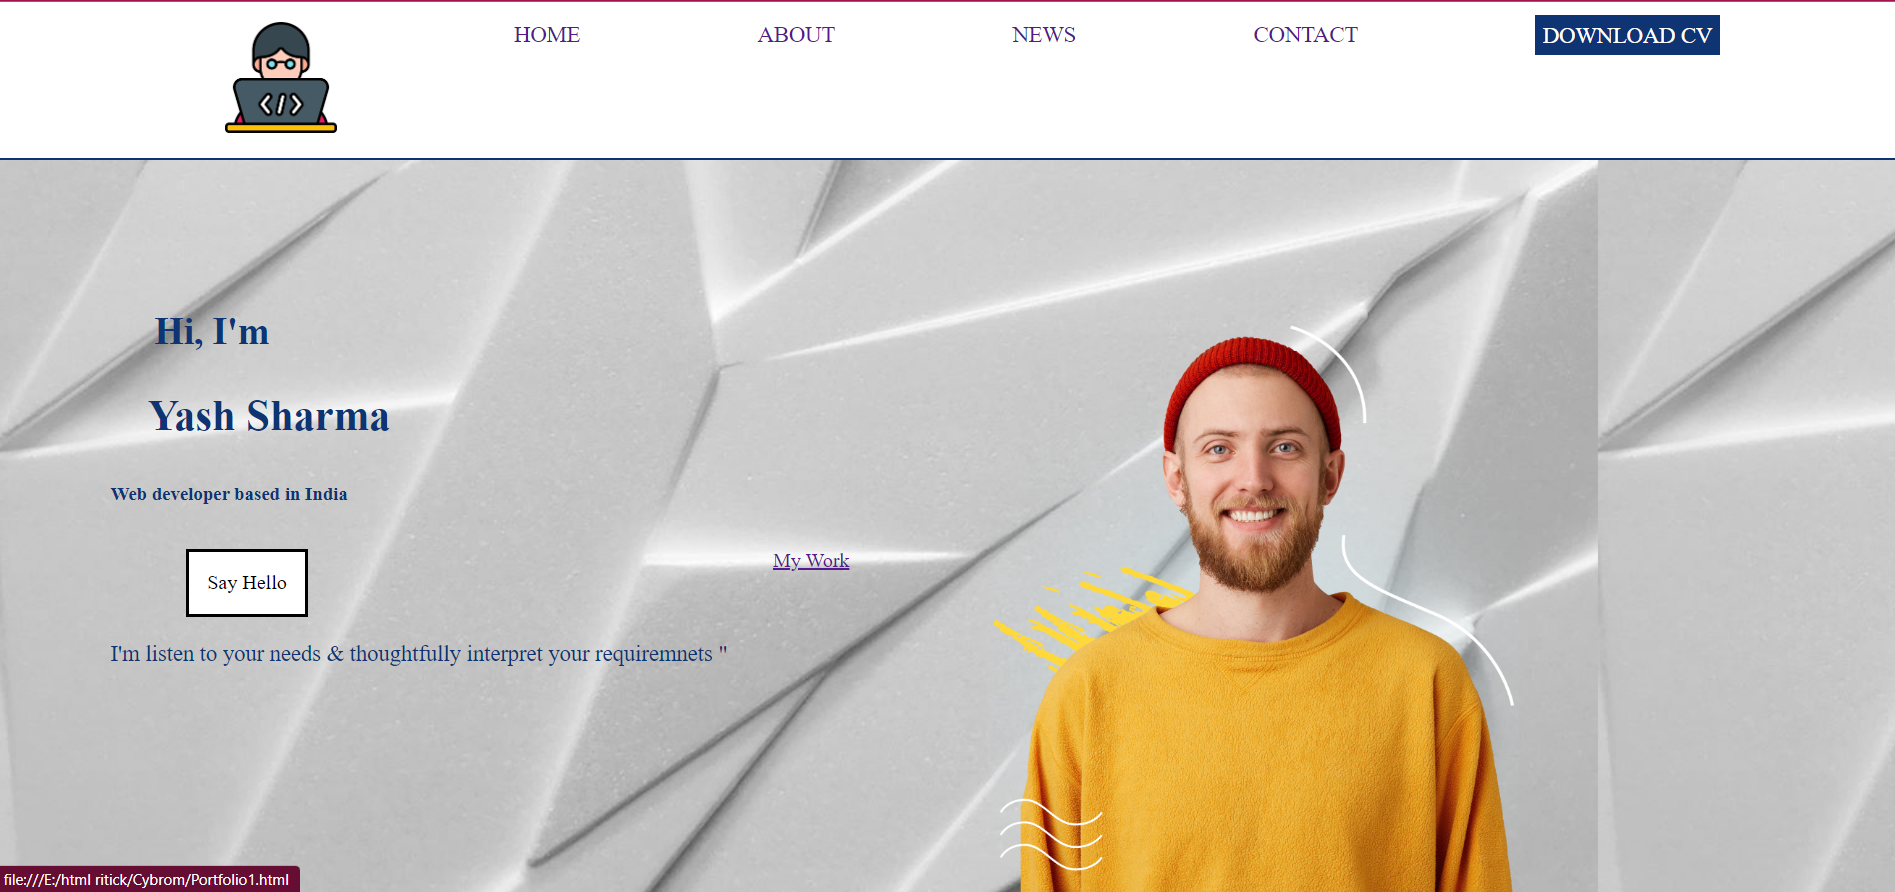 HOME ABOUT NEWS CONTACT DOWNLOAD CV
</>
Hi, I'm
Yash Sharma
Web developer based in India
My Work
Say Hello
I'm listen to your needs & thoughtfully interpret your requiremnets "
file:///E:/html ritick/Cybrom/Portfolio1.html